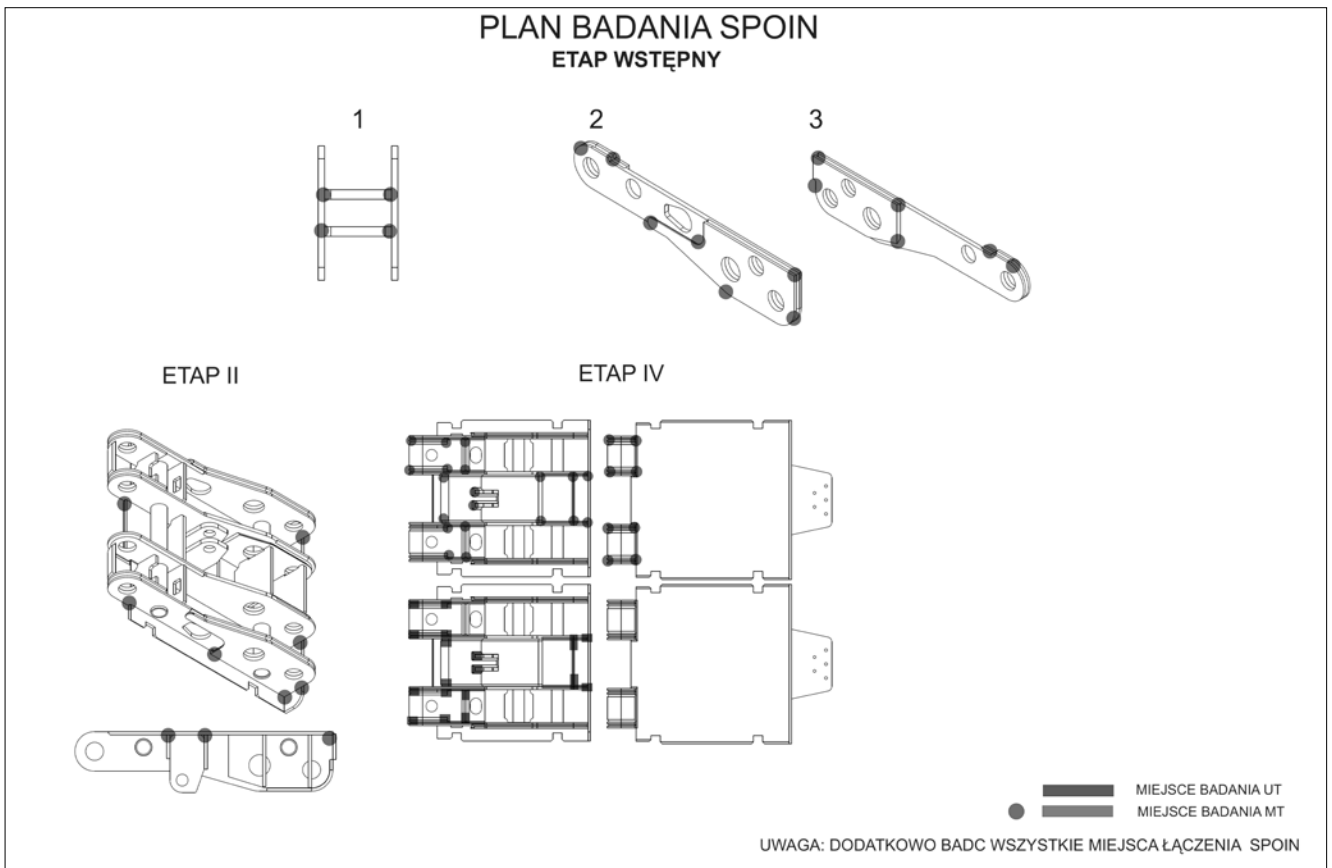 PLAN BADANIA SPOIN
ETAP WSTĘPNY
1
2
3
ETAP II
ETAP IV
MIEJSCE BADANIA UT
MIEJSCE BADANIA MT
UWAGA: DODATKOWO BADC WSZYSTKIE MIEJSCA ŁĄCZENIA SPOIN